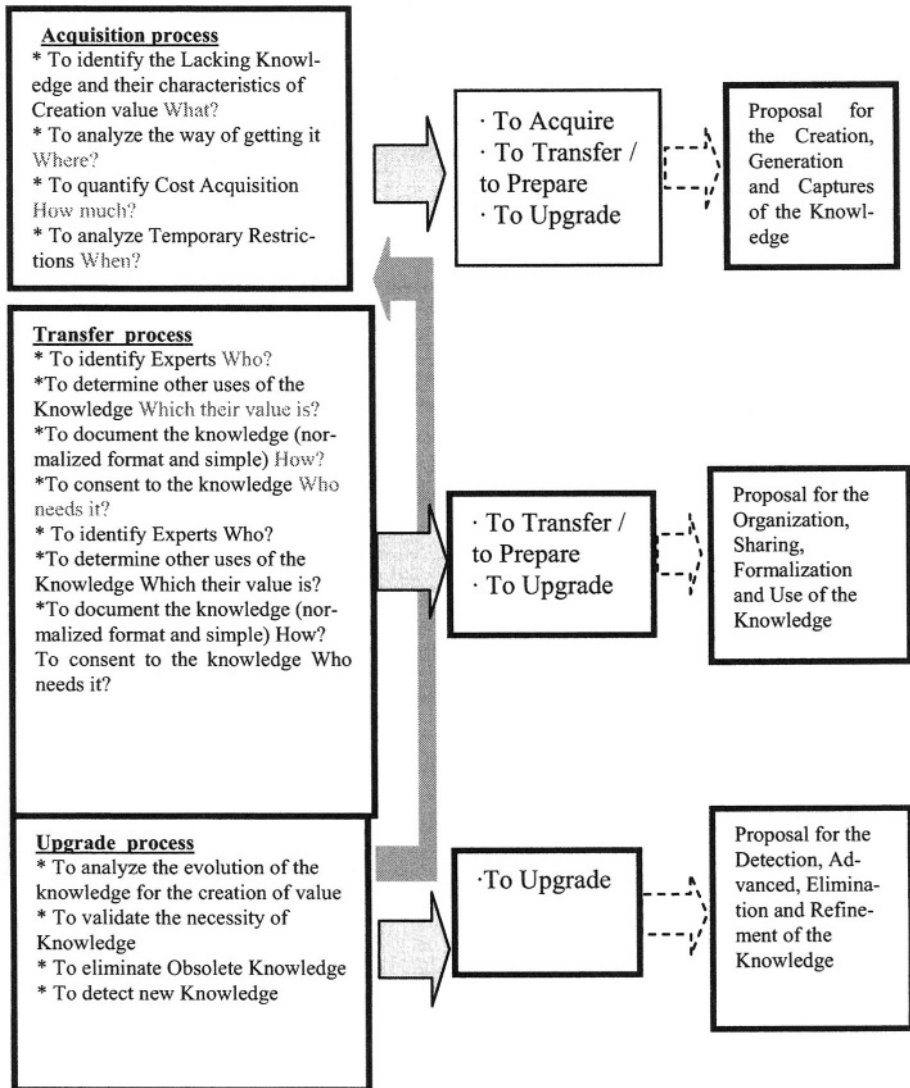 Acquisition process
* To identify the Lacking Knowl-
edge and their characteristics of
Creation value What?
* To analyze the way of getting it
Where?
* To quantify Cost Acquisition
How much?
* To analyze Temporary Restric-
tions When?
· To Acquire
· To Transfer /
to Prepare
· To Upgrade
Proposal for
the Creation,
Generation
and Captures
of the Knowl-
edge
Transfer process
* To identify Experts Who?
*To determine other uses of the
Knowledge Which their value is?
*To document the knowledge (nor-
malized format and simple) How?
*To consent to the knowledge Who
needs it?
* To identify Experts Who?
*To determine other uses of the
Knowledge Which their value is?
*To document the knowledge (nor-
malized format and simple) How?
To consent to the knowledge Who
needs it?
· To Transfer /
to Prepare
· To Upgrade
Proposal for the
Organization,
Sharing,
Formalization
and Use of the
Knowledge
Upgrade process
* To analyze the evolution of the
knowledge for the creation of value
* To validate the necessity of
Knowledge
* To eliminate Obsolete Knowledge
* To detect new Knowledge
·To Upgrade
Proposal for the
Detection, Ad-
vanced, Elimina-
tion and Refine-
ment of the
Knowledge